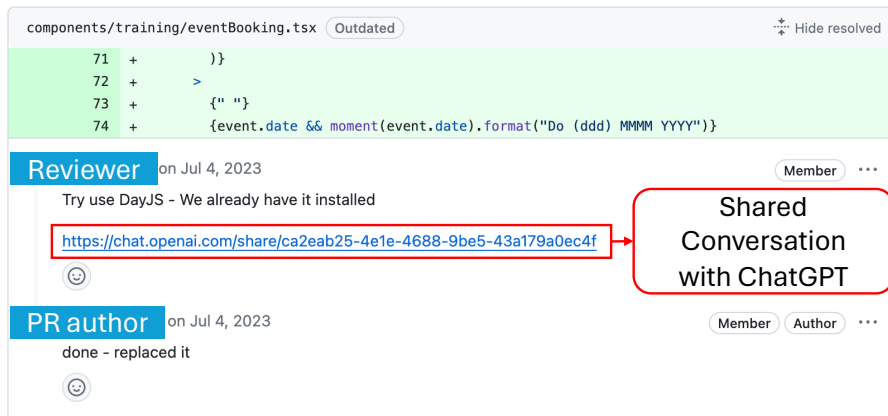 components/training/eventBooking.tsx Outdated Hide resolved
71 + )}
72 + >
73 + {" "}
74 + {event.date && moment(event.date).format("Do (ddd) MMMM YYYY")}
Reviewer on Jul 4, 2023 Member ...
Try use DayJS - We already have it installed
https://chat.openai.com/share/ca2eab25-4e1e-4688-9be5-43a179a0ec4f
Shared
Conversation
with ChatGPT
PR author on Jul 4, 2023 Member Author ...
done - replaced it